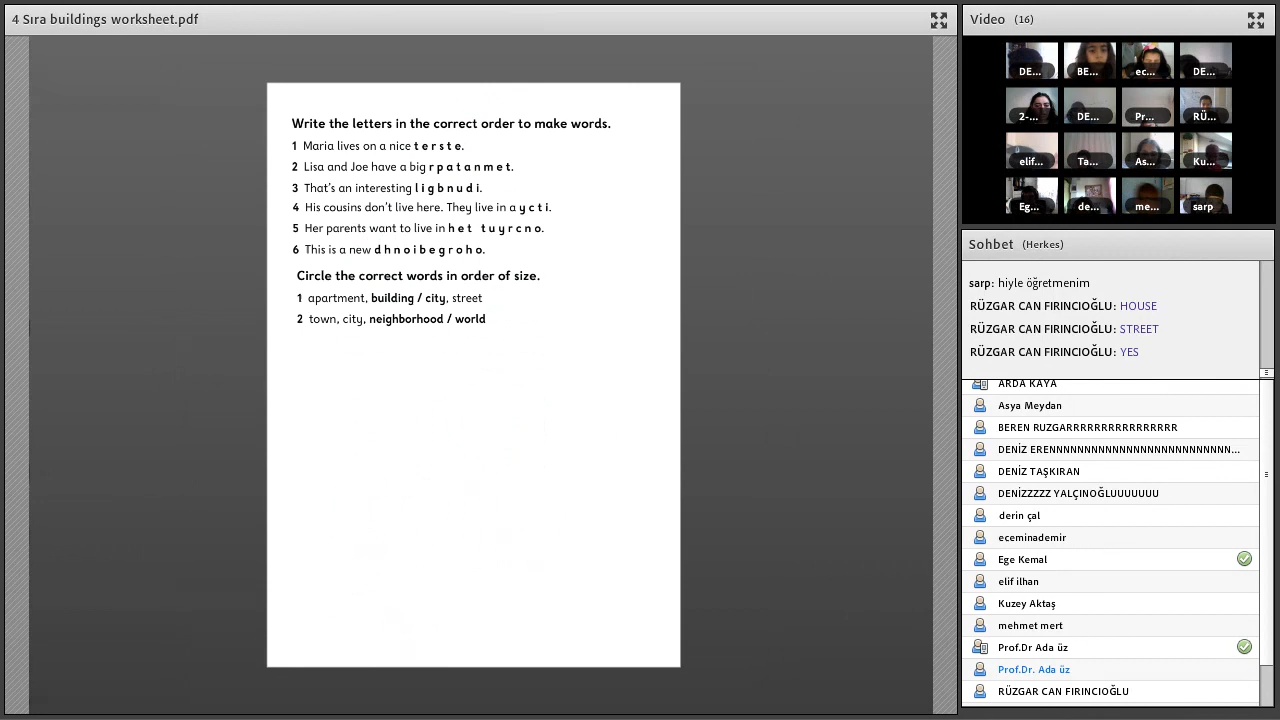 4 Sıra buildings worksheet.pdf
Write the letters in the correct order to make words.
1 Maria lives on a nice t e r s t e.
2 Lisa and Joe have a big r p a t a n m e t.
3 That's an interesting l i g b n u d i.
4 His cousins don't live here. They live in a y c t i.
5 Her parents want to live in h e t   t u y r c n o.
6 This is a new d h n o i b e g r o h o.
Circle the correct words in order of size.
1 apartment, building / city, street
2 town, city, neighborhood / world
Video (16)
DE... BE... ec... DE...
2-... DE... Pr... RÜ...
elif... Ta... As... Ku...
Eg... de... me... sarp
Sohbet (Herkes)
sarp: hiyle öğretmenim
RÜZGAR CAN FIRINCIOĞLU: HOUSE
RÜZGAR CAN FIRINCIOĞLU: STREET
RÜZGAR CAN FIRINCIOĞLU: YES
ARDA KAYA
Asya Meydan
BEREN RUZGARRRRRRRRRRRRRRRR
DENİZ ERENNNNNNNNNNNNNNNNNNNNNNNNNN...
DENİZ TAŞKIRAN
DENİZZZZZ YALÇINOĞLUUUUUUU
derin çal
eceminademir
Ege Kemal
elif ilhan
Kuzey Aktaş
mehmet mert
Prof.Dr Ada üz
Prof.Dr. Ada üz
RÜZGAR CAN FIRINCIOĞLU